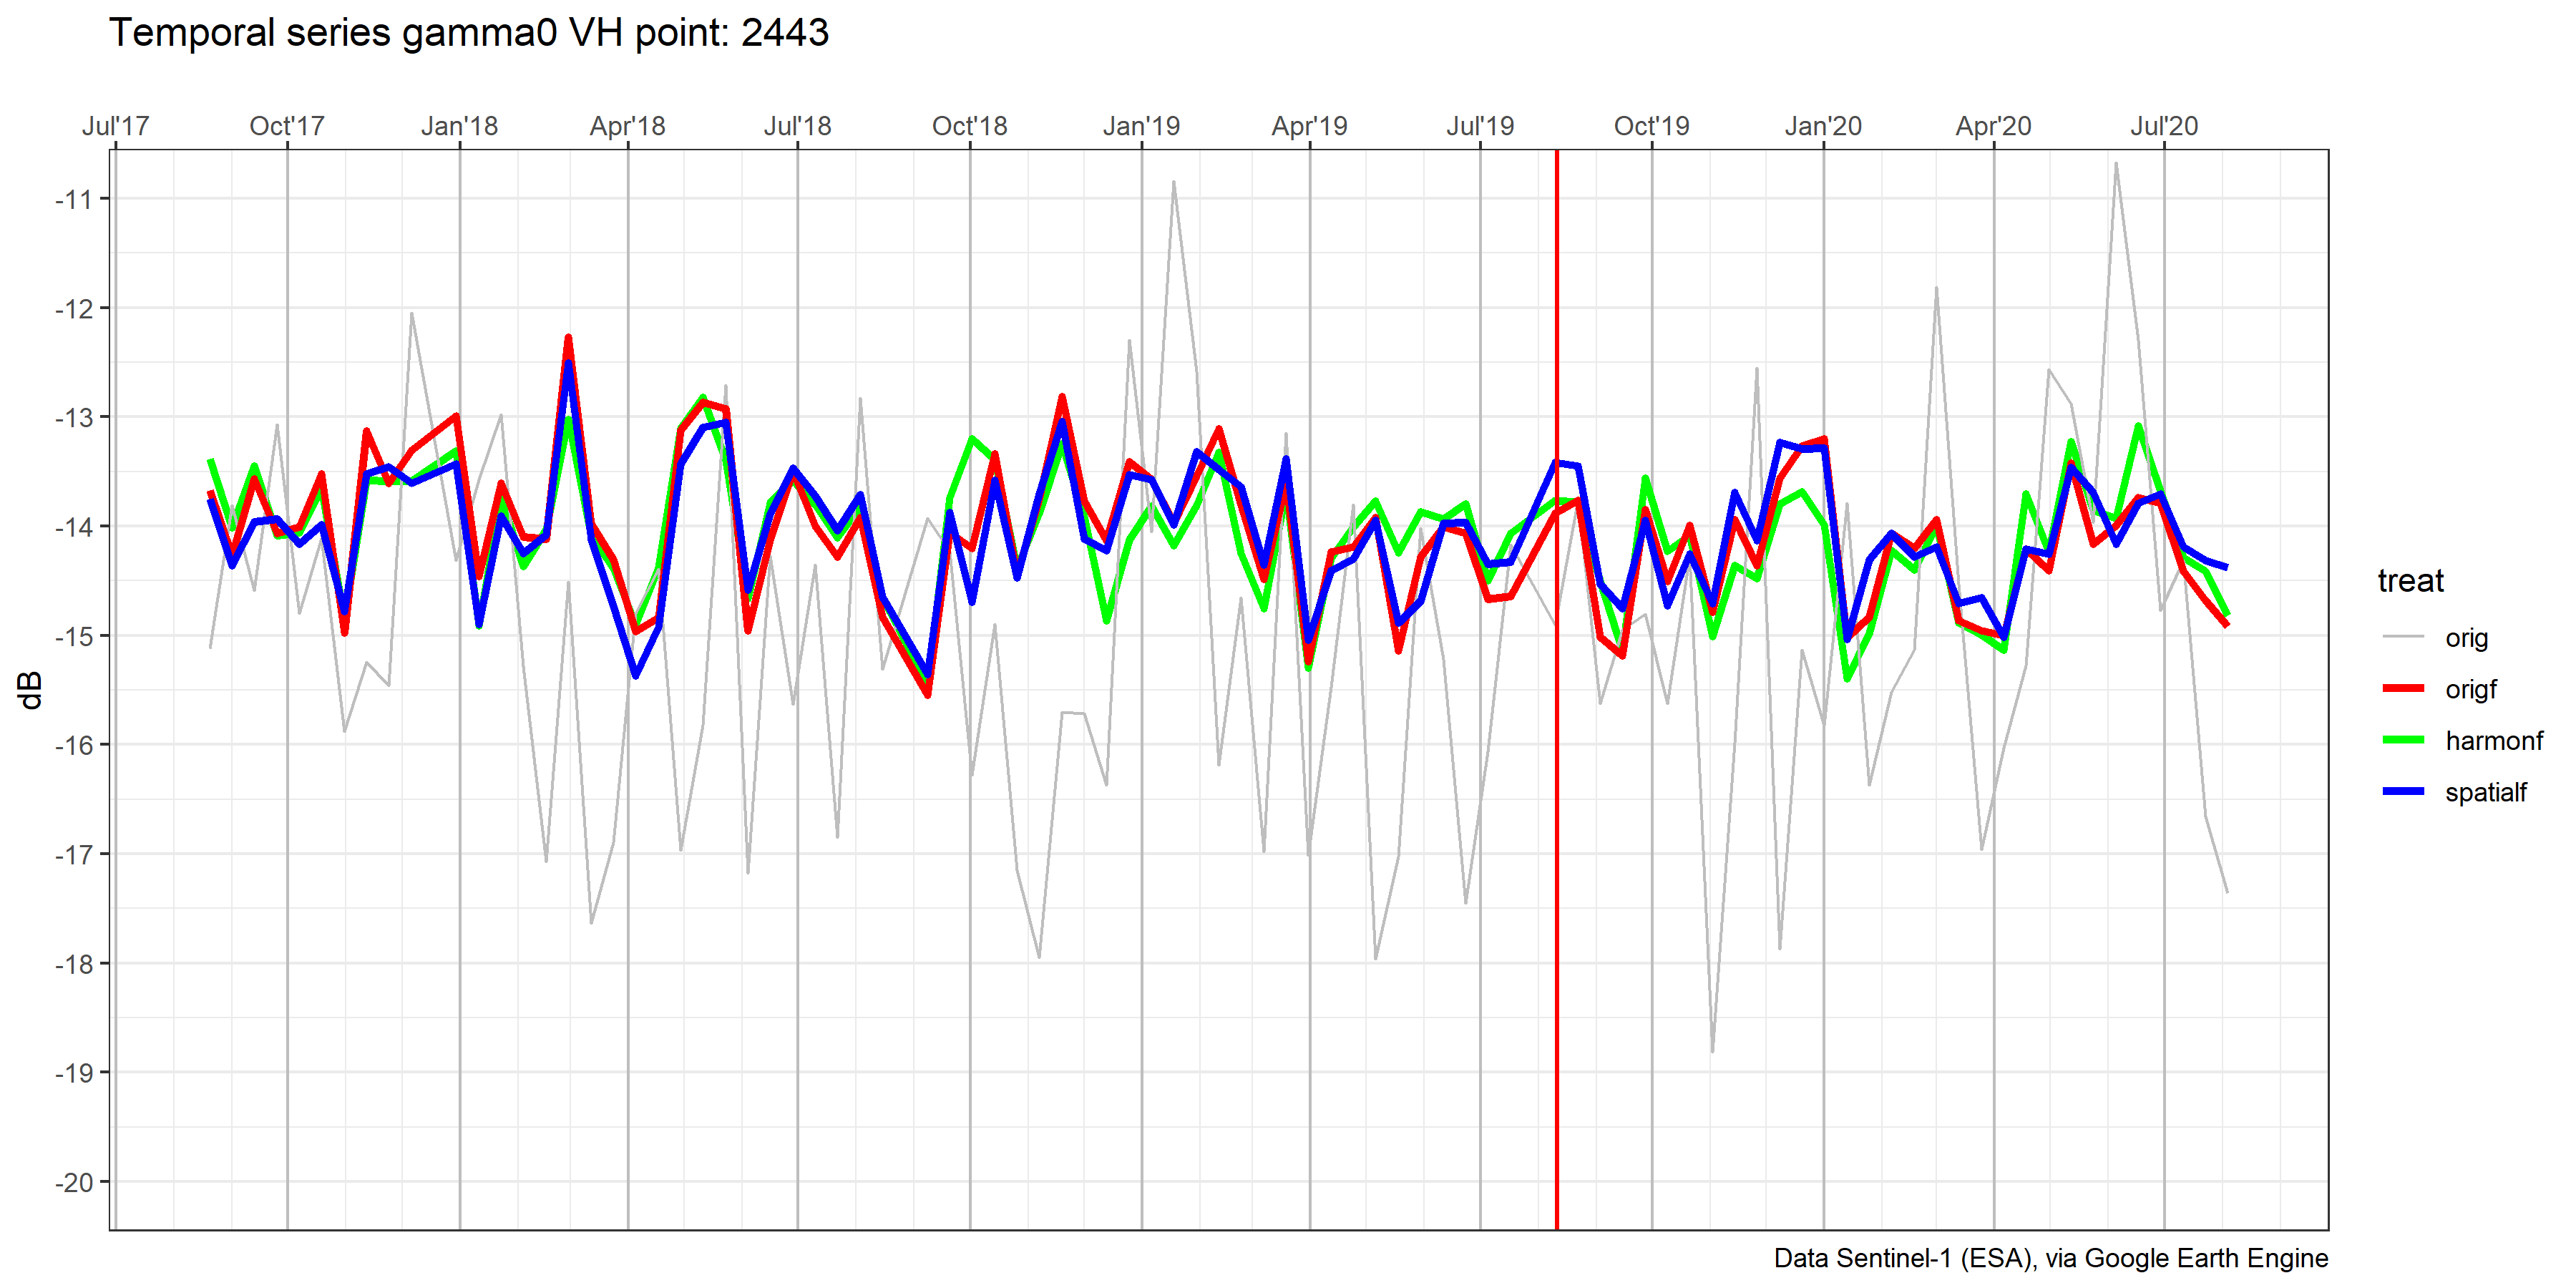 Temporal series gamma0 VH point: 2443
Jul'17 Oct'17 Jan'18 Apr'18 Jul'18 Oct'18 Jan'19 Apr'19 Jul'19 Oct'19 Jan'20 Apr'20 Jul'20
-11
-12
-13
-14
-15
-16
-17
-18
-19
-20
dB
treat
orig
origf
harmonf
spatialf
Data Sentinel-1 (ESA), via Google Earth Engine